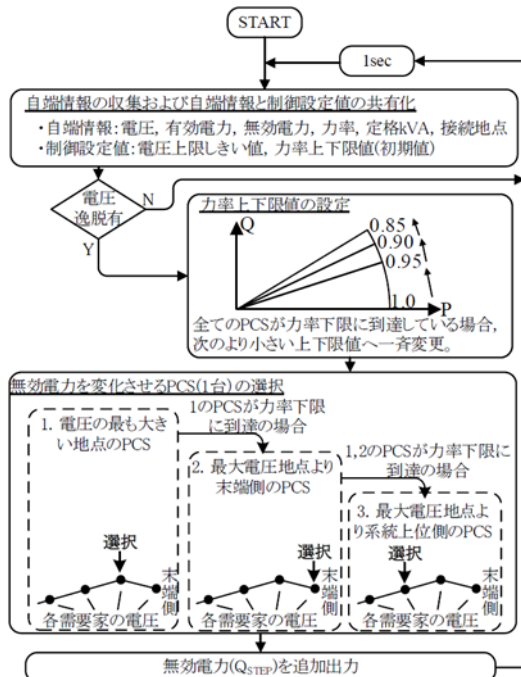 START
1sec
自端情報の収集および自端情報と制御設定値の共有化
・自端情報：電圧, 有効電力, 無効電力, 力率, 定格kVA, 接続地点
・制御設定値：電圧上限しきい値, 力率上下限値(初期値)
電圧
逸脱有
N
Y
力率上下限値の設定
Q
0.85
0.90
0.95
1.0
P
全てのPCSが力率下限に到達している場合,
次のより小さい上下限値へ一斉変更。
無効電力を変化させるPCS(1台)の選択
1. 電圧の最も大き
い地点のPCS
1のPCSが力率下限
に到達の場合
2. 最大電圧地点より
末端側のPCS
1,2のPCSが力率下限に
到達の場合
3. 最大電圧地点よ
り系統上位側のPCS
選択
末端側
各需要家の電圧
選択
末端側
各需要家の電圧
選択
末端側
各需要家の電圧
無効電力(QSTEP)を追加出力